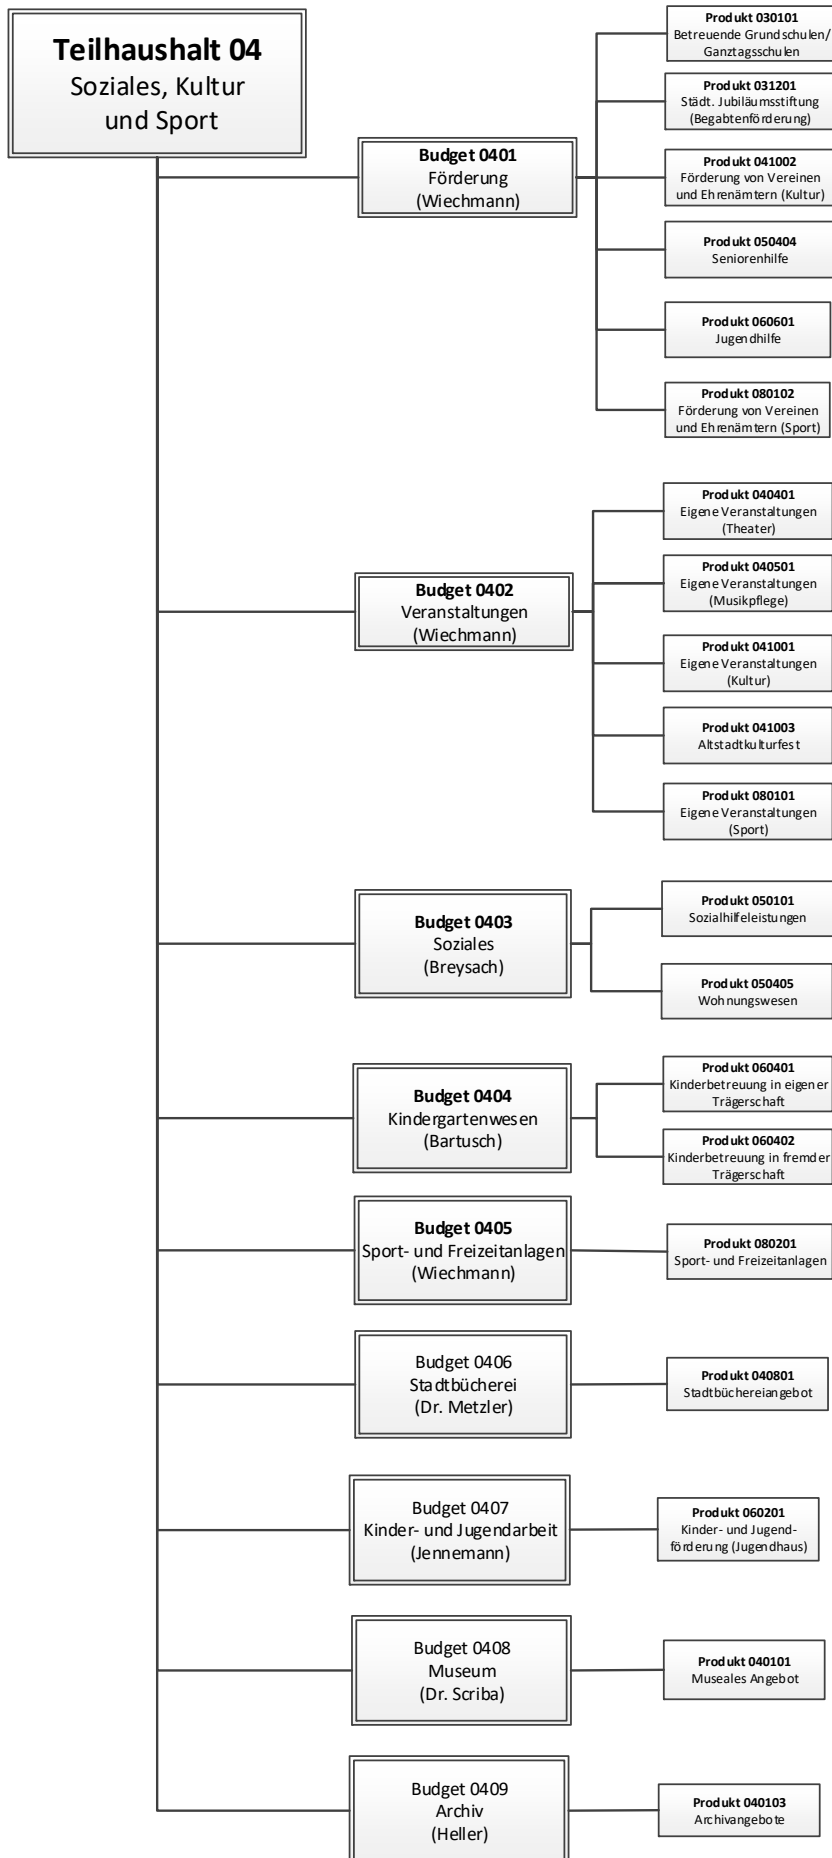 Teilhaushalt 04
Soziales, Kultur
und Sport
Budget 0401
Förderung
(Wiechmann)
Produkt 030101
Betreuende Grundschulen/
Ganztagsschulen
Produkt 031201
Städt. Jubiläumsstiftung
(Begabtenförderung)
Produkt 041002
Förderung von Vereinen
und Ehrenämtern (Kultur)
Produkt 050404
Seniorenhilfe
Produkt 060601
Jugendhilfe
Produkt 080102
Förderung von Vereinen
und Ehrenämtern (Sport)
Budget 0402
Veranstaltungen
(Wiechmann)
Produkt 040401
Eigene Veranstaltungen
(Theater)
Produkt 040501
Eigene Veranstaltungen
(Musikpflege)
Produkt 041001
Eigene Veranstaltungen
(Kultur)
Produkt 041003
Altstadtkulturfest
Produkt 080101
Eigene Veranstaltungen
(Sport)
Budget 0403
Soziales
(Breysach)
Produkt 050101
Sozialhilfeleistungen
Produkt 050405
Wohnungswesen
Budget 0404
Kindergartenwesen
(Bartusch)
Produkt 060401
Kinderbetreuung in eigener
Trägerschaft
Produkt 060402
Kinderbetreuung in fremder
Trägerschaft
Budget 0405
Sport- und Freizeitanlagen
(Wiechmann)
Produkt 080201
Sport- und Freizeitanlagen
Budget 0406
Stadtbücherei
(Dr. Metzler)
Produkt 040801
Stadtbüchereiangebot
Budget 0407
Kinder- und Jugendarbeit
(Jennemann)
Produkt 060201
Kinder- und Jugend-
förderung (Jugendhaus)
Budget 0408
Museum
(Dr. Scriba)
Produkt 040101
Museales Angebot
Budget 0409
Archiv
(Heller)
Produkt 040103
Archivangebote